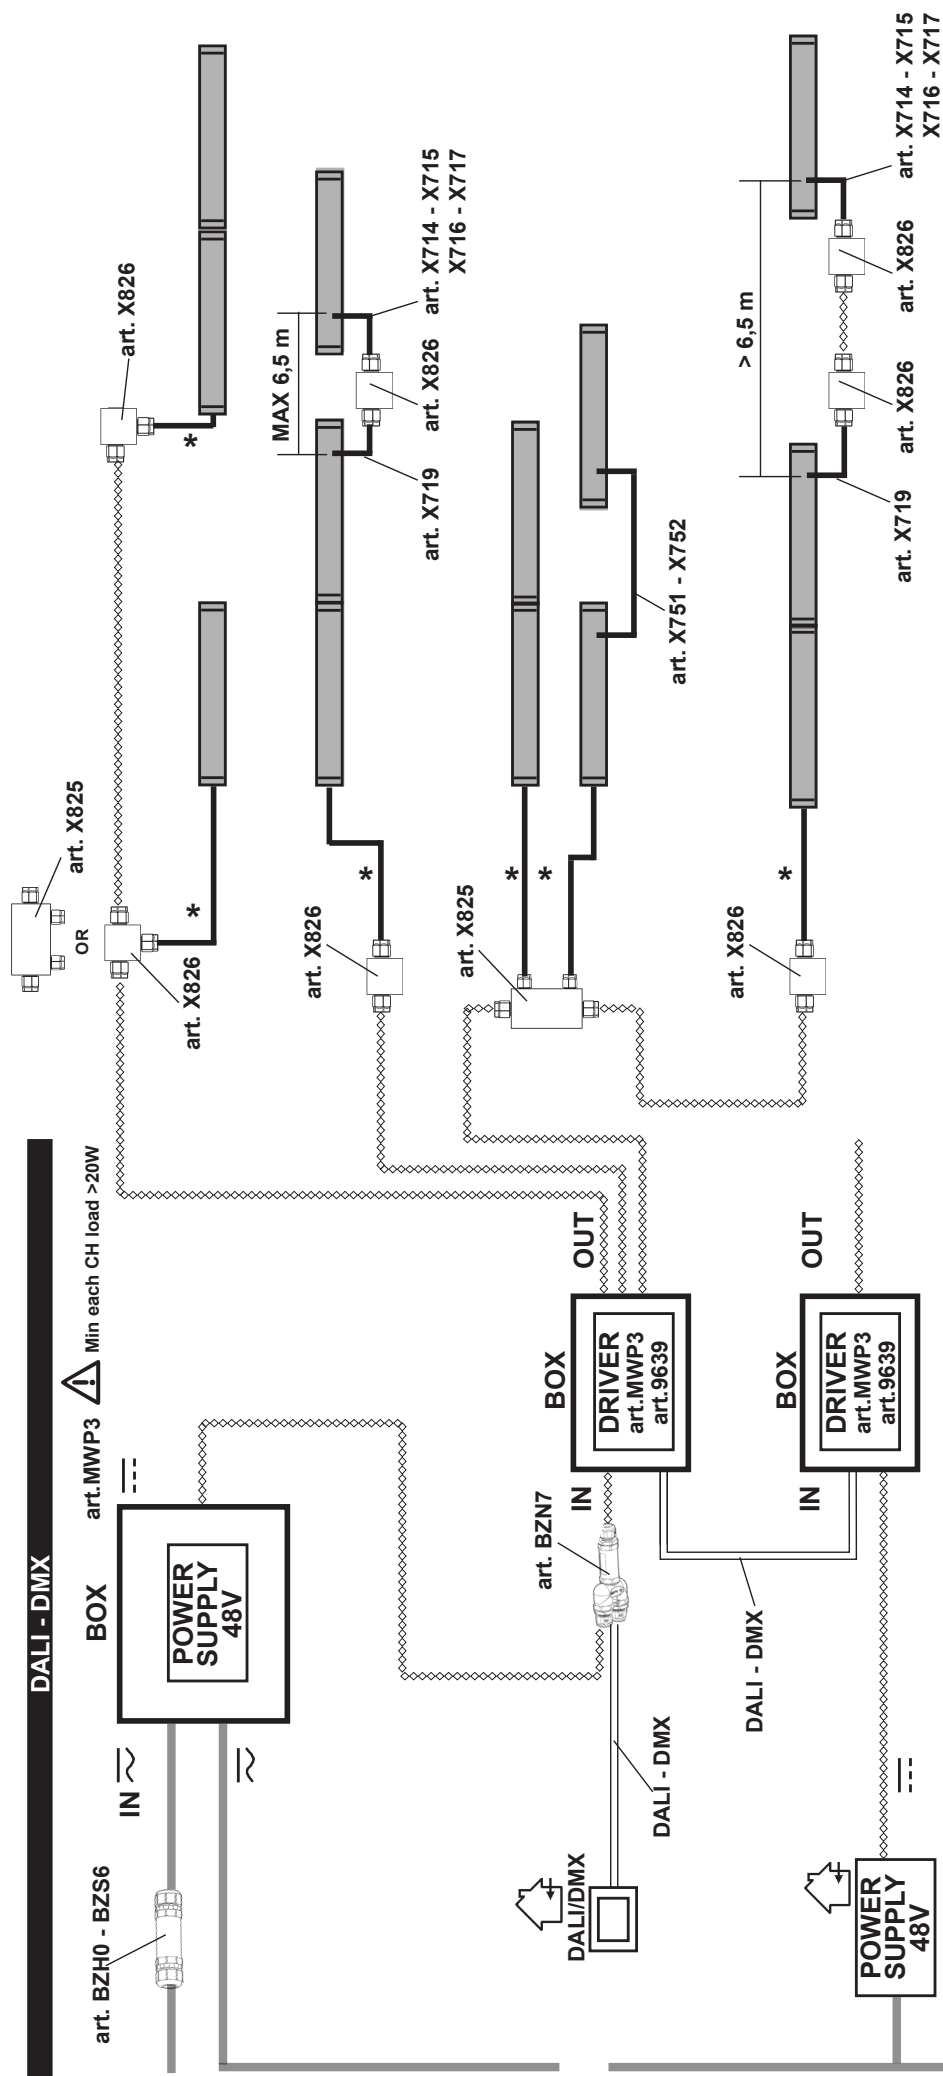 DALI - DMX
art. BZH0 - BZS6
IN
BOX
POWER
SUPPLY
48V
art.MWP3
Min each CH load >20W
art. X825
OR
art. X826
*
art. X826
*
art. X826
*
MAX 6,5 m
art. X719
art. X826
art. X714 - X715
X716 - X717
DALI/DMX
DALI - DMX
art. BZN7
IN
BOX
DRIVER
art.MWP3
art.9639
OUT
art. X825
*
*
art. X751 - X752
DALI - DMX
POWER
SUPPLY
48V
IN
BOX
DRIVER
art.MWP3
art.9639
OUT
art. X826
*
> 6,5 m
art. X719
art. X826
art. X826
art. X714 - X715
X716 - X717